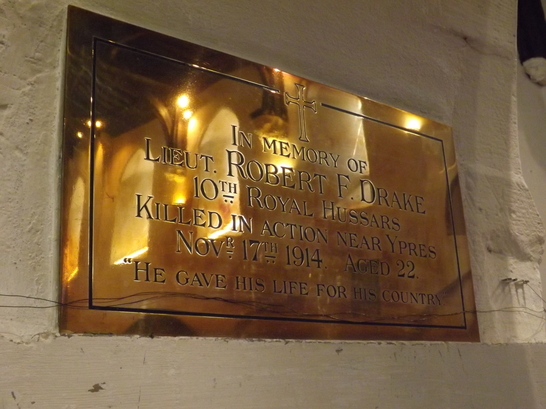 IN MEMORY OF
LIEUT. ROBERT F. DRAKE
10TH ROYAL HUSSARS
KILLED IN ACTION NEAR YPRES
NOVR. 17TH 1914. AGED 22.
"HE GAVE HIS LIFE FOR HIS COUNTRY.